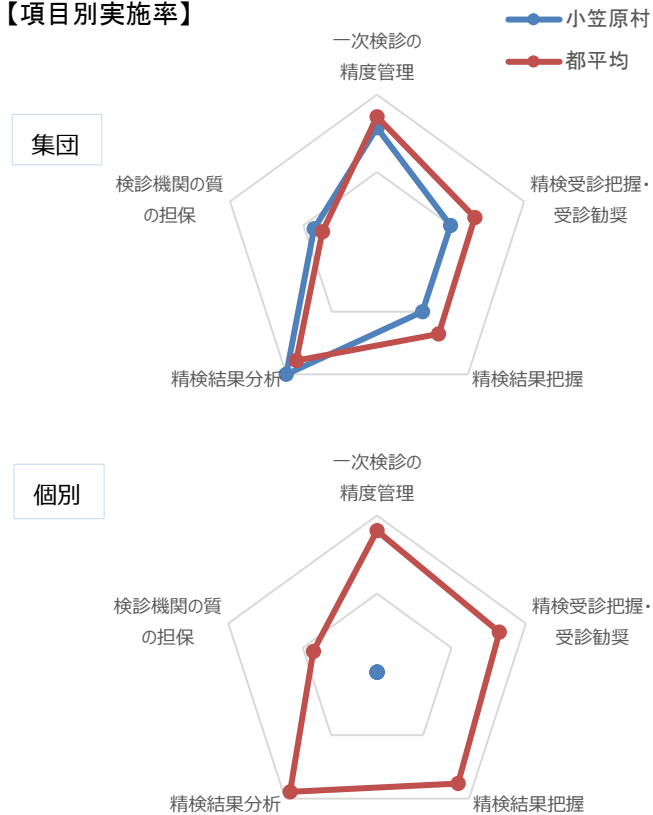 【項目別実施率】
小笠原村
都平均
集団
一次検診の
精度管理
精検受診把握・
受診勧奨
精検結果把握
精検結果分析
検診機関の質
の担保
個別
一次検診の
精度管理
精検受診把握・
受診勧奨
精検結果把握
精検結果分析
検診機関の質
の担保